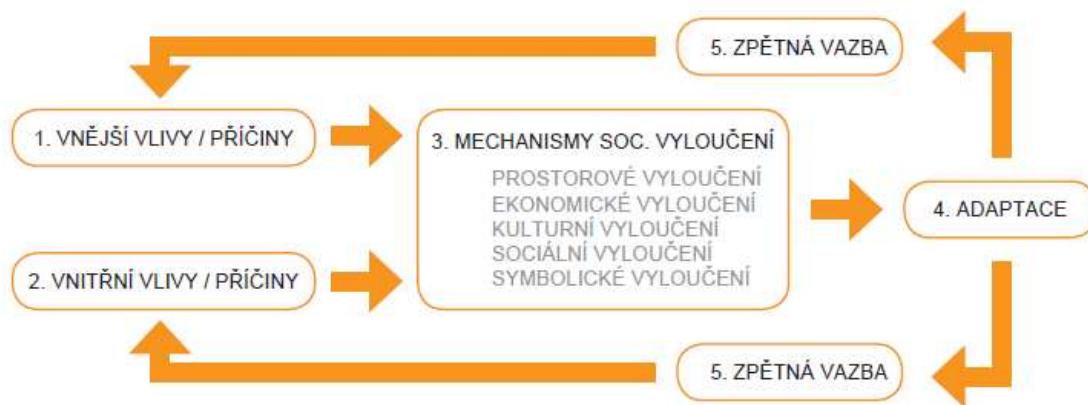 5. ZPĚTNÁ VAZBA
1. VNĚJŠÍ VLIVY / PŘÍČINY
3. MECHANISMY SOC. VYLOUČENÍ
PROSTOROVÉ VYLOUČENÍ
EKONOMICKÉ VYLOUČENÍ
KULTURNÍ VYLOUČENÍ
SOCIÁLNÍ VYLOUČENÍ
SYMBOLICKÉ VYLOUČENÍ
4. ADAPTACE
2. VNITŘNÍ VLIVY / PŘÍČINY
5. ZPĚTNÁ VAZBA